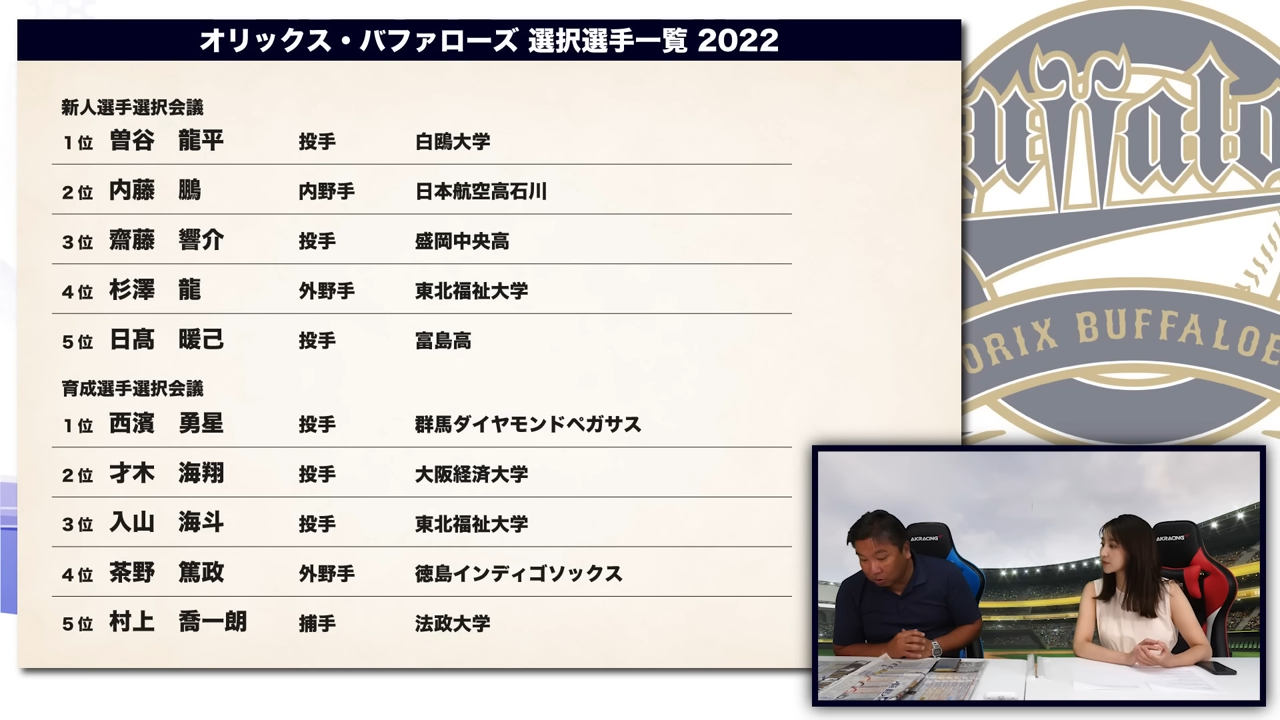 オリックス・バファローズ 選択選手一覧 2022
新人選手選択会議
1位 曽谷 龍平 投手 白鴎大学
2位 内藤 鵬 内野手 日本航空高石川
3位 齋藤 響介 投手 盛岡中央高
4位 杉澤 龍 外野手 東北福祉大学
5位 日髙 暖己 投手 富島高
育成選手選択会議
1位 西濱 勇星 投手 群馬ダイヤモンドペガサス
2位 才木 海翔 投手 大阪経済大学
3位 入山 海斗 投手 東北福祉大学
4位 茶野 篤政 外野手 徳島インディゴソックス
5位 村上 喬一朗 捕手 法政大学
uffalo
ORIX BUFFALOE
AKRACING
AKRACING